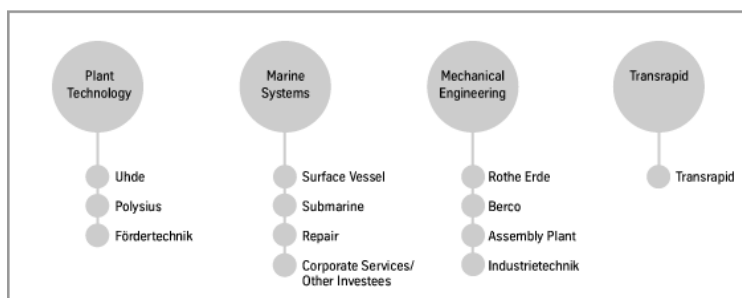 Plant
Technology
Uhde
Polysius
Fördertechnik
Marine
Systems
Surface Vessel
Submarine
Repair
Corporate Services/
Other Investees
Mechanical
Engineering
Rothe Erde
Berco
Assembly Plant
Industrietechnik
Transrapid
Transrapid